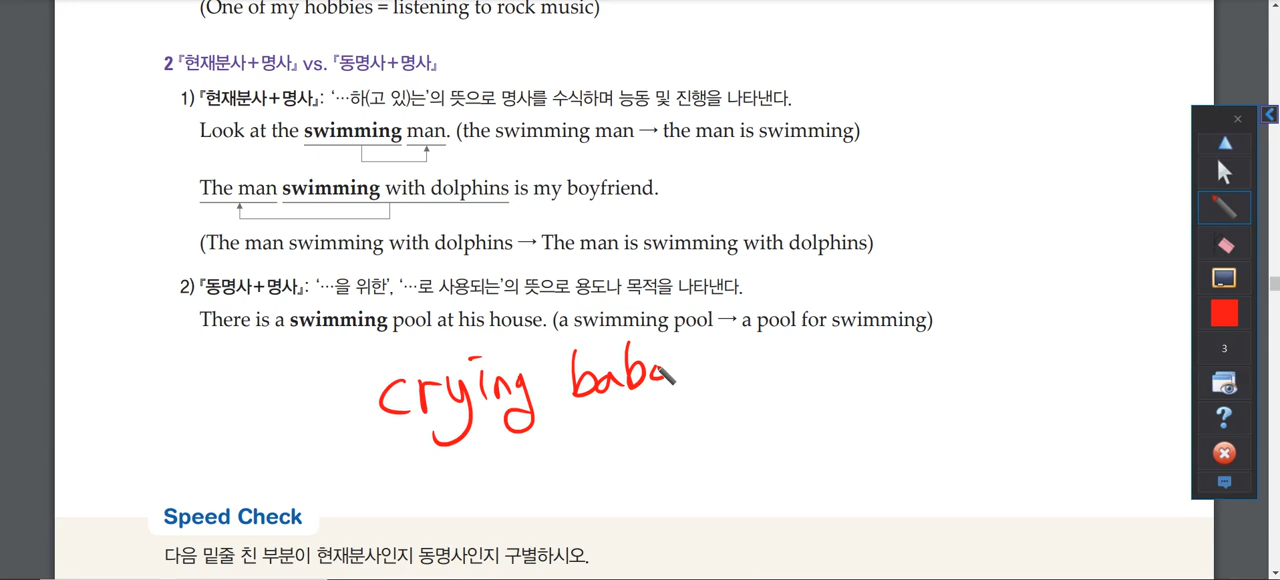 (One of my hobbies = listening to rock music)
2 『현재분사+명사』 vs. 『동명사+명사』
1) 『현재분사+명사』: ‘…하(고 있)는’의 뜻으로 명사를 수식하며 능동 및 진행을 나타낸다.
Look at the swimming man. (the swimming man → the man is swimming)
The man swimming with dolphins is my boyfriend.
(The man swimming with dolphins → The man is swimming with dolphins)
2) 『동명사+명사』: ‘…을 위한’, ‘…로 사용되는’의 뜻으로 용도나 목적을 나타낸다.
There is a swimming pool at his house. (a swimming pool → a pool for swimming)
crying baba
3
Speed Check
다음 밑줄 친 부분이 현재분사인지 동명사인지 구별하시오.